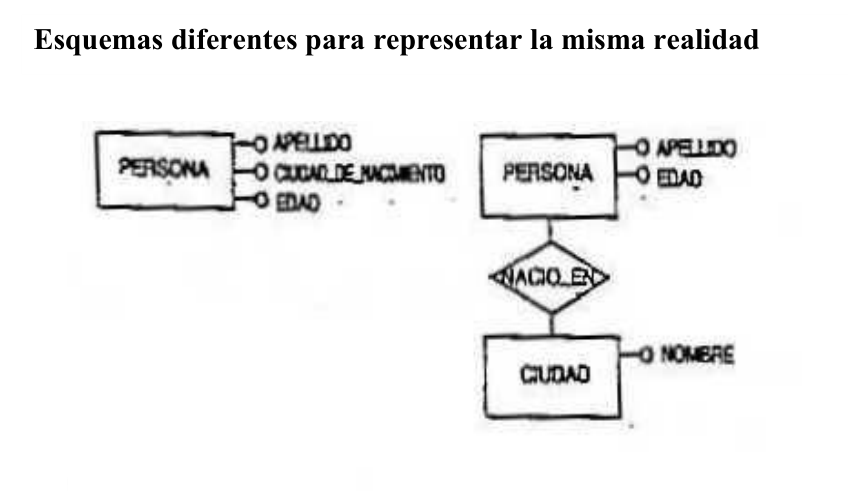 Esquemas diferentes para representar la misma realidad
PERSONA
APELLIDO
CIUDAD_DE_NACIMIENTO
EDAD
PERSONA
APELLIDO
EDAD
NACIO_EN
CIUDAD
NOMBRE